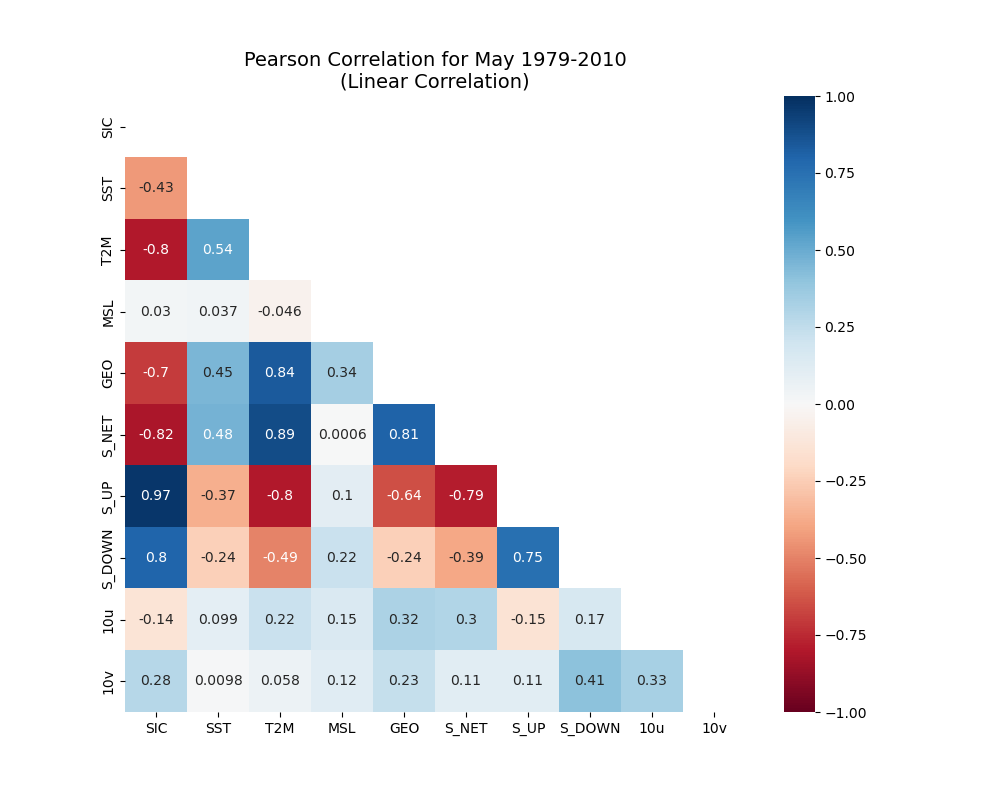 Pearson Correlation for May 1979-2010
(Linear Correlation)
SIC
SST -0.43
T2M -0.8 0.54
MSL 0.03 0.037 -0.046
GEO -0.7 0.45 0.84 0.34
S_NET -0.82 0.48 0.89 0.0006 0.81
S_UP 0.97 -0.37 -0.8 0.1 -0.64 -0.79
S_DOWN 0.8 -0.24 -0.49 0.22 -0.24 -0.39 0.75
10u -0.14 0.099 0.22 0.15 0.32 0.3 -0.15 0.17
10v 0.28 0.0098 0.058 0.12 0.23 0.11 0.11 0.41 0.33
SIC SST T2M MSL GEO S_NET S_UP S_DOWN 10u 10v
1.00
0.75
0.50
0.25
0.00
−0.25
−0.50
−0.75
−1.00